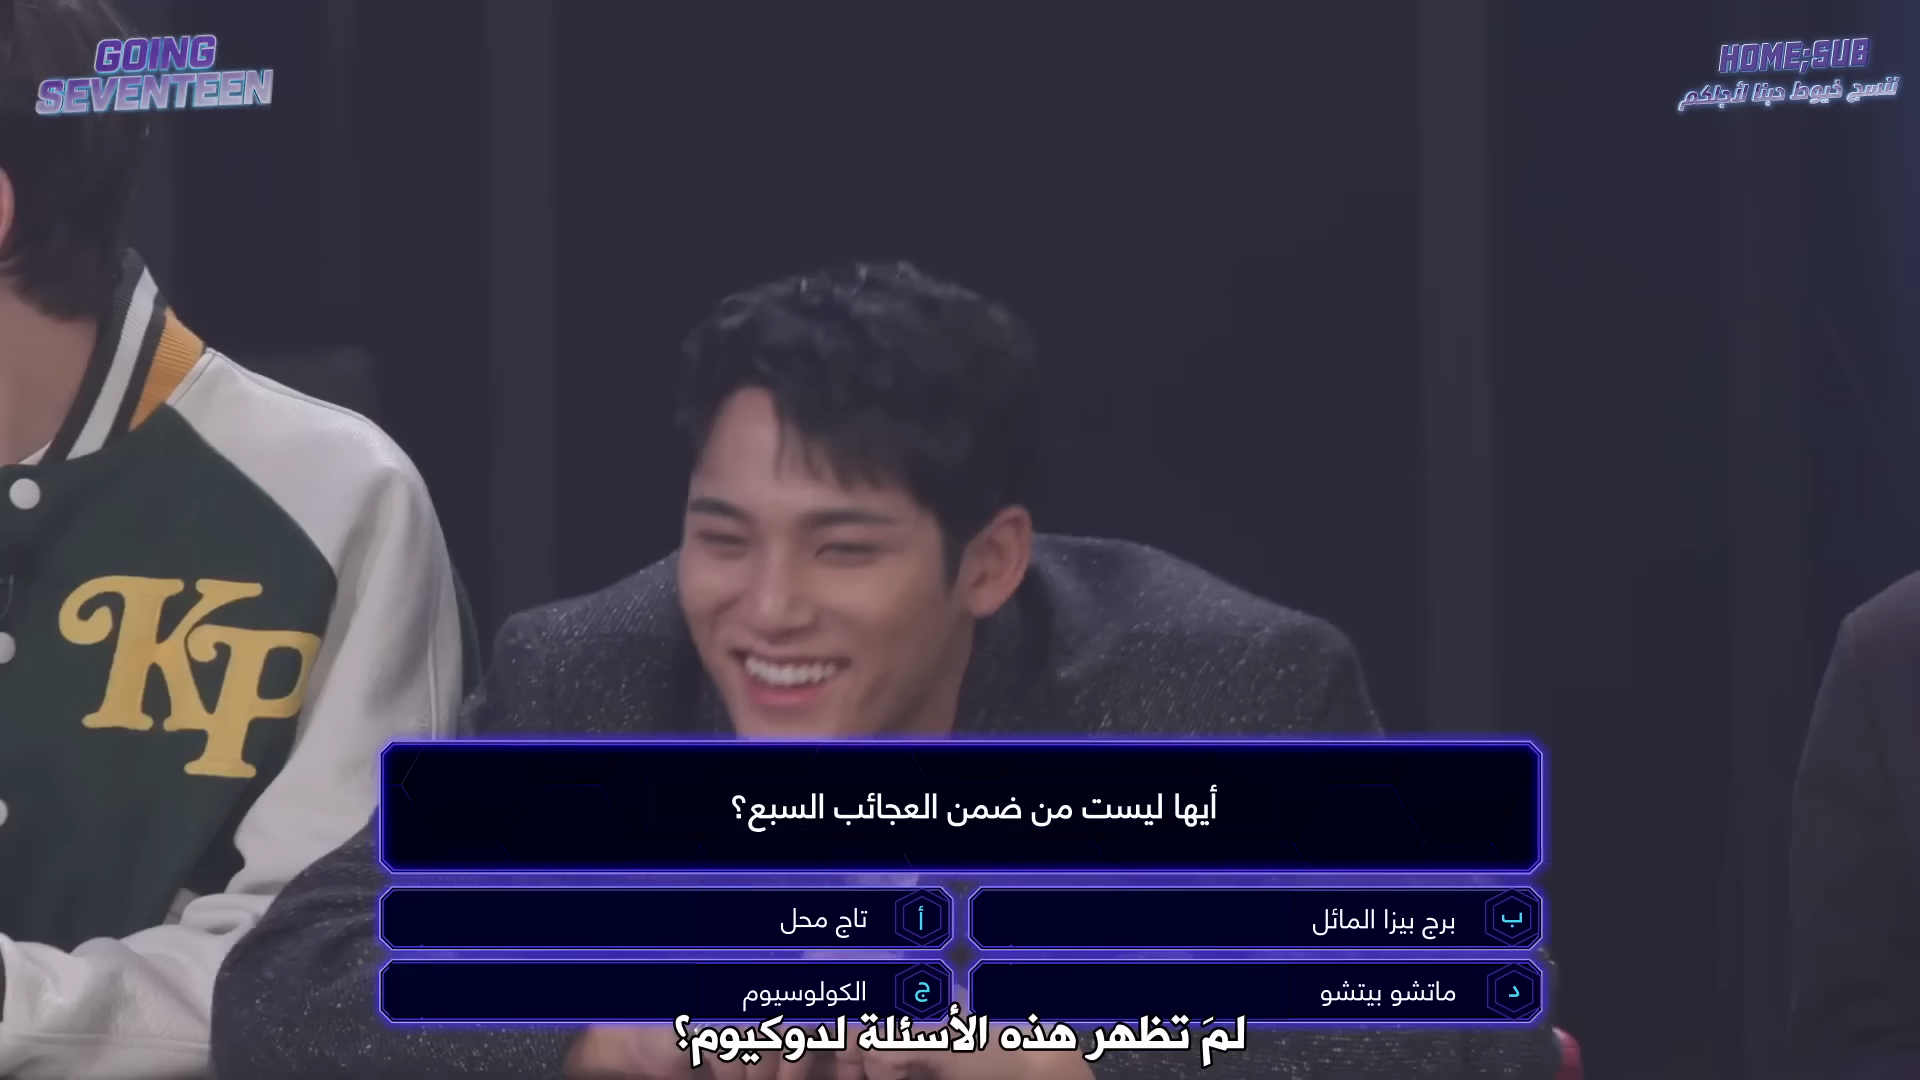 GOING
SEVENTEEN
HOME;SUB
ننسج خيوط حبنا لأجلكم
KP
أيها ليست من ضمن العجائب السبع؟
أ تاج محل
ب برج بيزا المائل
ج الكولوسيوم
د ماتشو بيتشو
لمَ تظهر هذه الأسئلة لدوكيوم؟